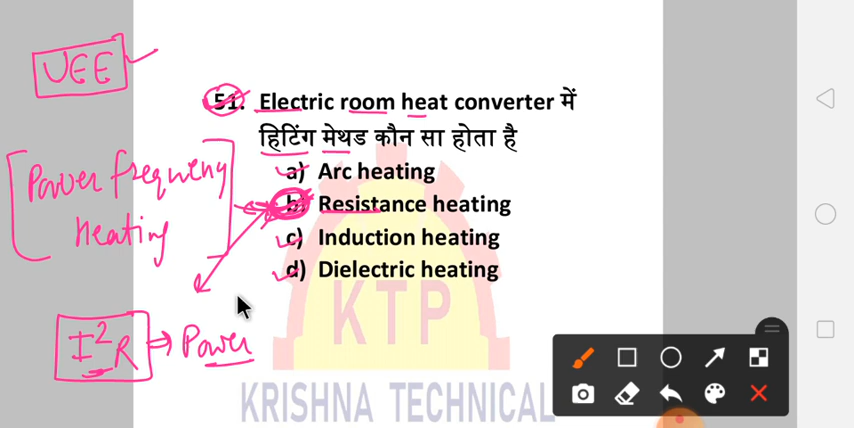 UEE
51. Electric room heat converter में
हिटिंग मेथड कौन सा होता है
a) Arc heating
b) Resistance heating
c) Induction heating
d) Dielectric heating
Power frequency
Heating
I²R ⇒ Power
KTP
KRISHNA TECHNICAL